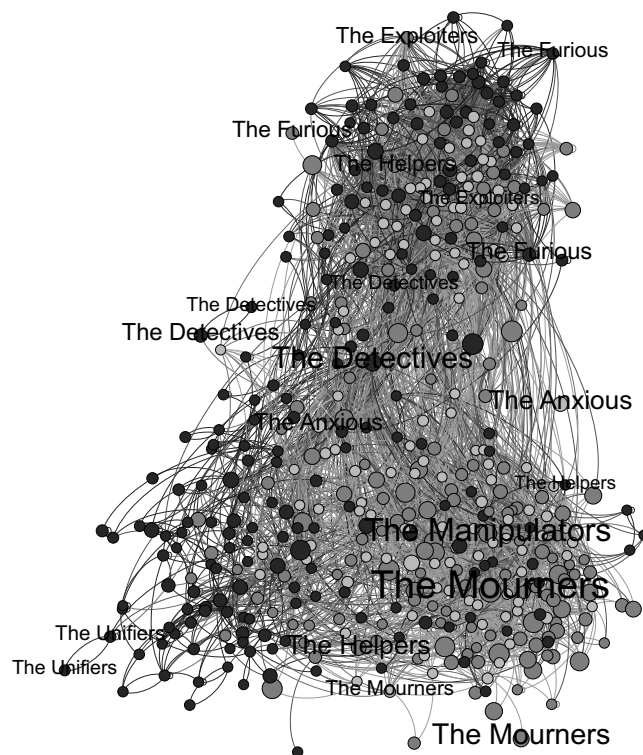 The Exploiters
The Furious
The Furious
The Helpers
The Exploiters
The Furious
The Detectives
The Detectives
The Detectives
The Detectives
The Anxious
The Anxious
The Helpers
The Manipulators
The Mourners
The Unifiers
The Helpers
The Unifiers
The Mourners
The Mourners